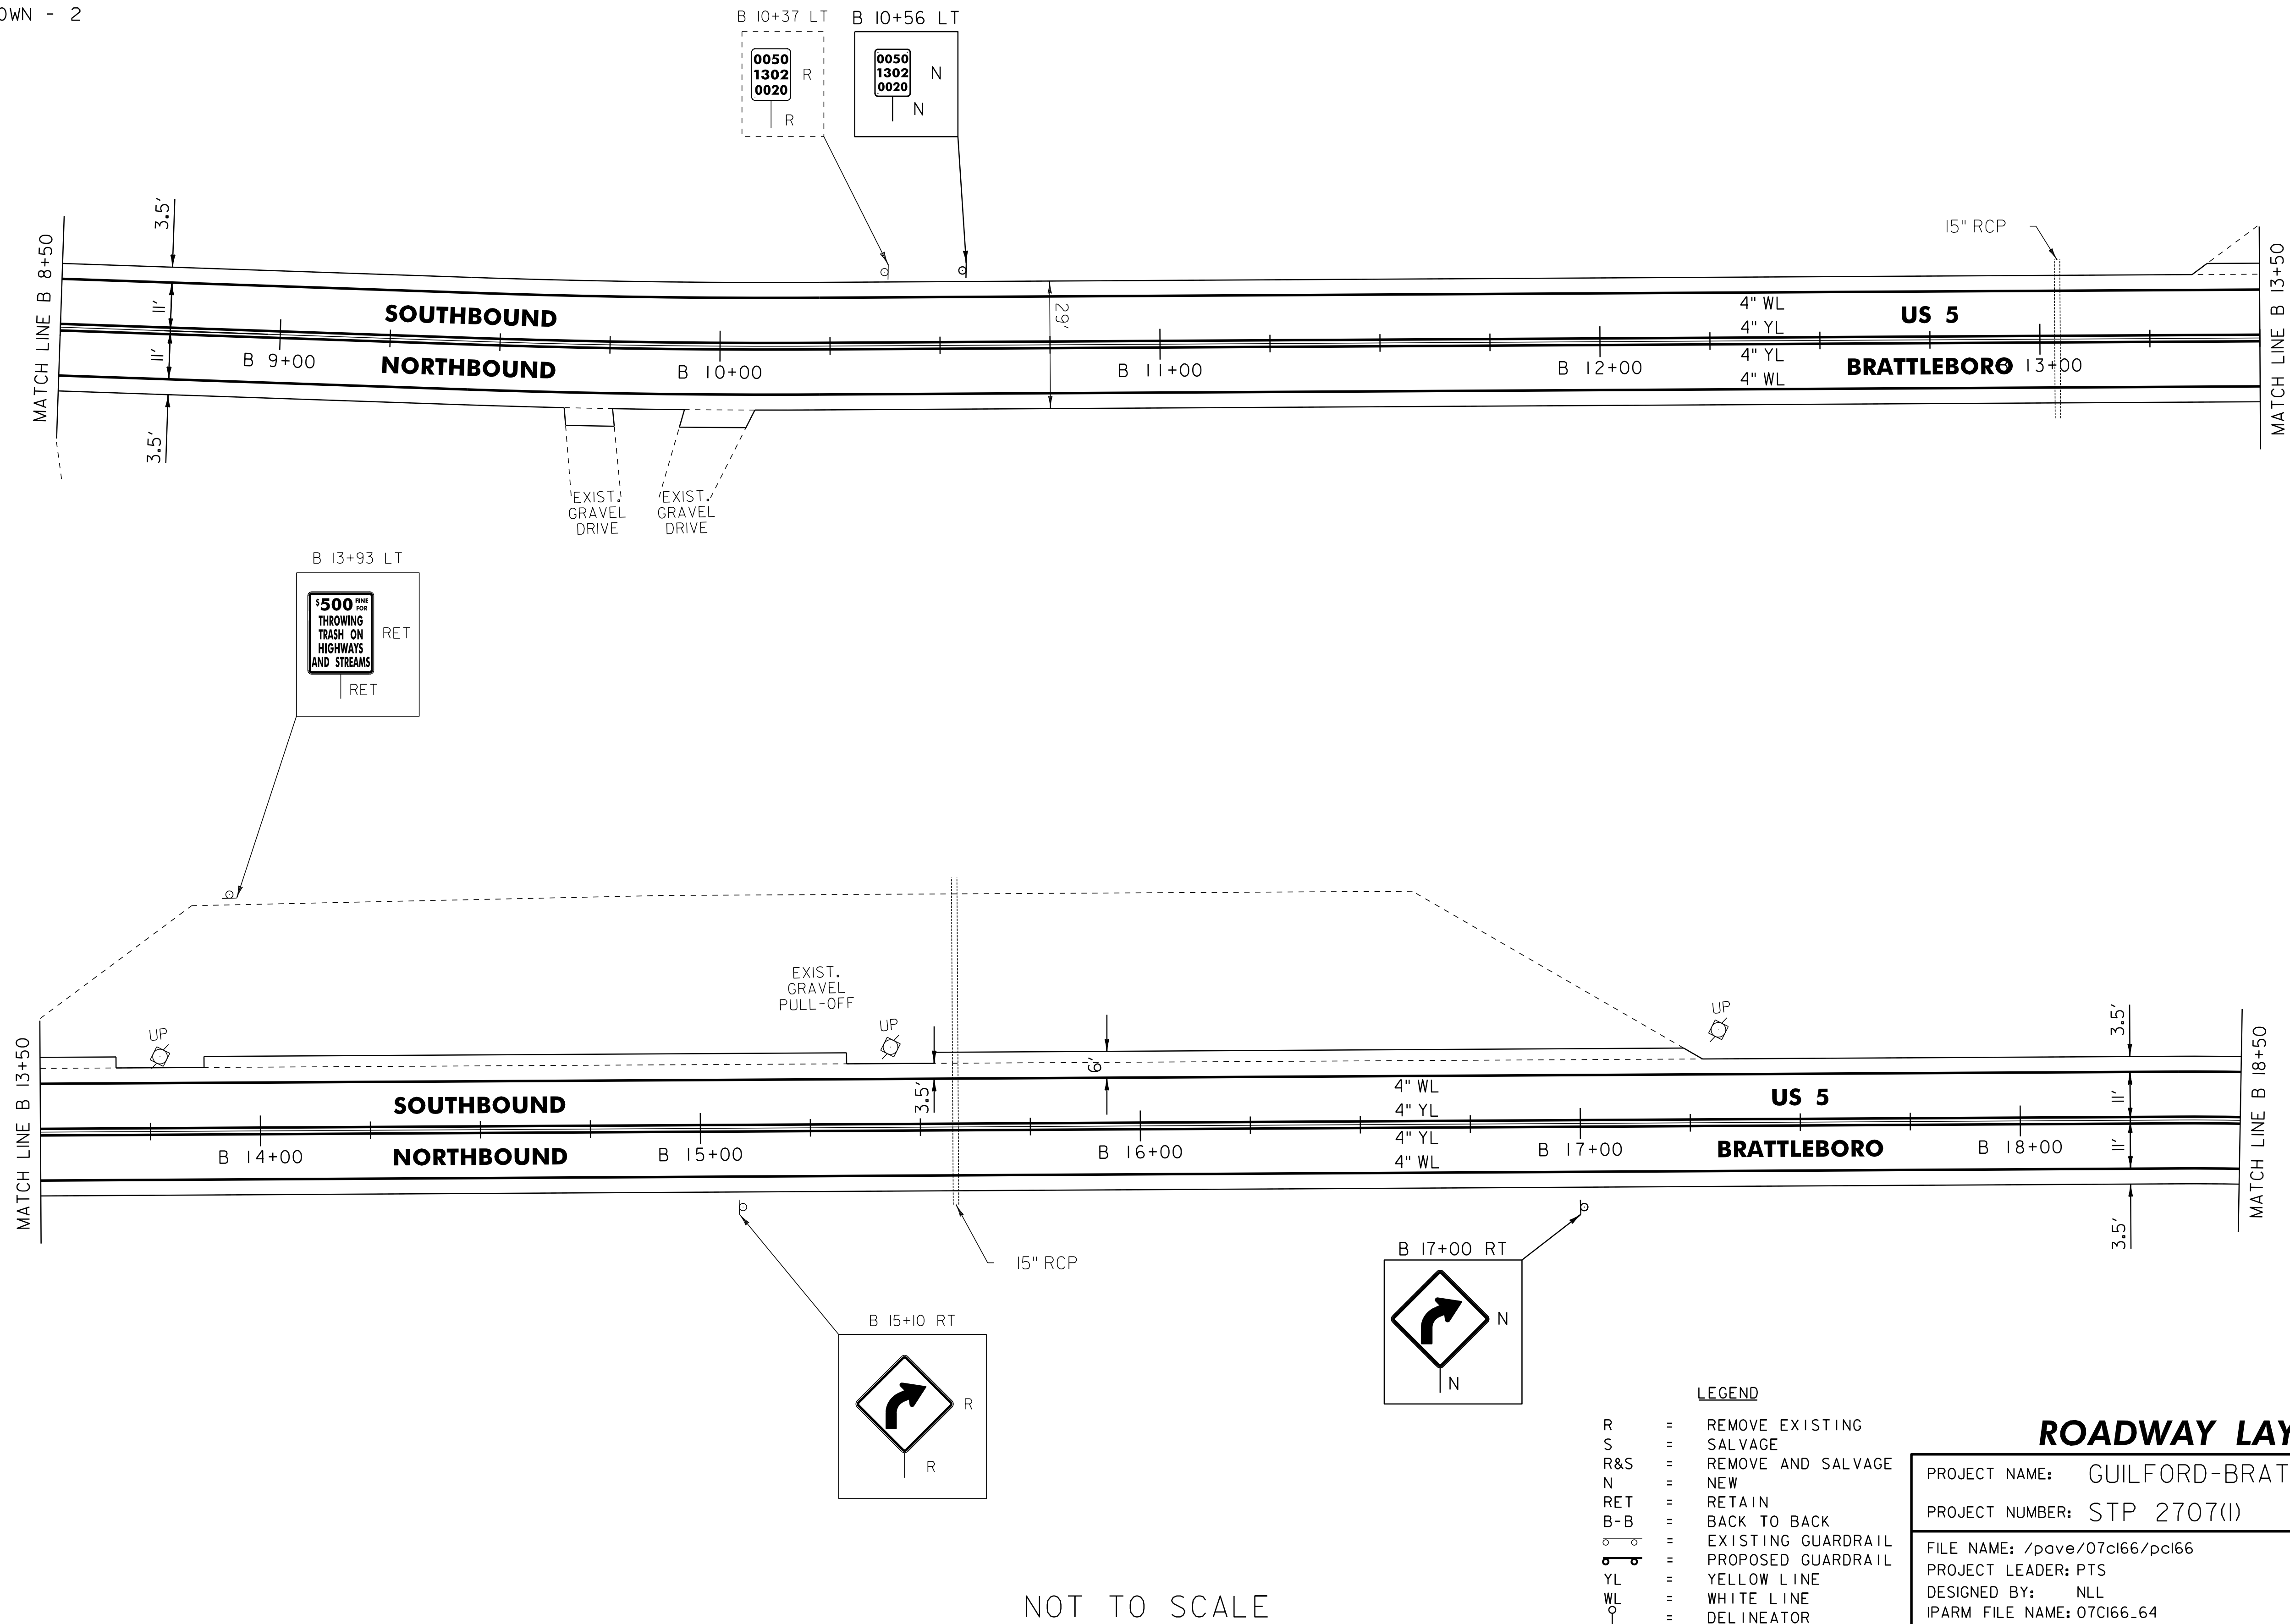 OWN - 2
B 10+37 LT
B 10+56 LT
0050
1302
0020
R
R
0050
1302
0020
N
N
MATCH LINE B 8+50
3.5'
11'
11'
3.5'
SOUTHBOUND
NORTHBOUND
B 9+00
B 10+00
29'
B 11+00
B 12+00
4" WL
4" YL
4" YL
4" WL
US 5
BRATTLEBORO
B 13+00
15" RCP
MATCH LINE B 13+50
EXIST.
GRAVEL
DRIVE
EXIST.
GRAVEL
DRIVE
B 13+93 LT
$500 FINE FOR
THROWING
TRASH ON
HIGHWAYS
AND STREAMS
RET
RET
EXIST.
GRAVEL
PULL-OFF
UP
UP
UP
MATCH LINE B 13+50
3.5'
6'
3.5'
11'
11'
3.5'
SOUTHBOUND
NORTHBOUND
B 14+00
B 15+00
B 16+00
4" WL
4" YL
4" YL
4" WL
B 17+00
US 5
BRATTLEBORO
B 18+00
MATCH LINE B 18+50
15" RCP
B 15+10 RT
R
R
B 17+00 RT
N
N
LEGEND
R = REMOVE EXISTING
S = SALVAGE
R&S = REMOVE AND SALVAGE
N = NEW
RET = RETAIN
B-B = BACK TO BACK
= EXISTING GUARDRAIL
= PROPOSED GUARDRAIL
YL = YELLOW LINE
WL = WHITE LINE
= DELINEATOR
NOT TO SCALE
ROADWAY LAY
PROJECT NAME: GUILFORD-BRAT
PROJECT NUMBER: STP 2707(1)
FILE NAME: /pave/07c166/pc166
PROJECT LEADER: PTS
DESIGNED BY: NLL
IPARM FILE NAME: 07C166_64